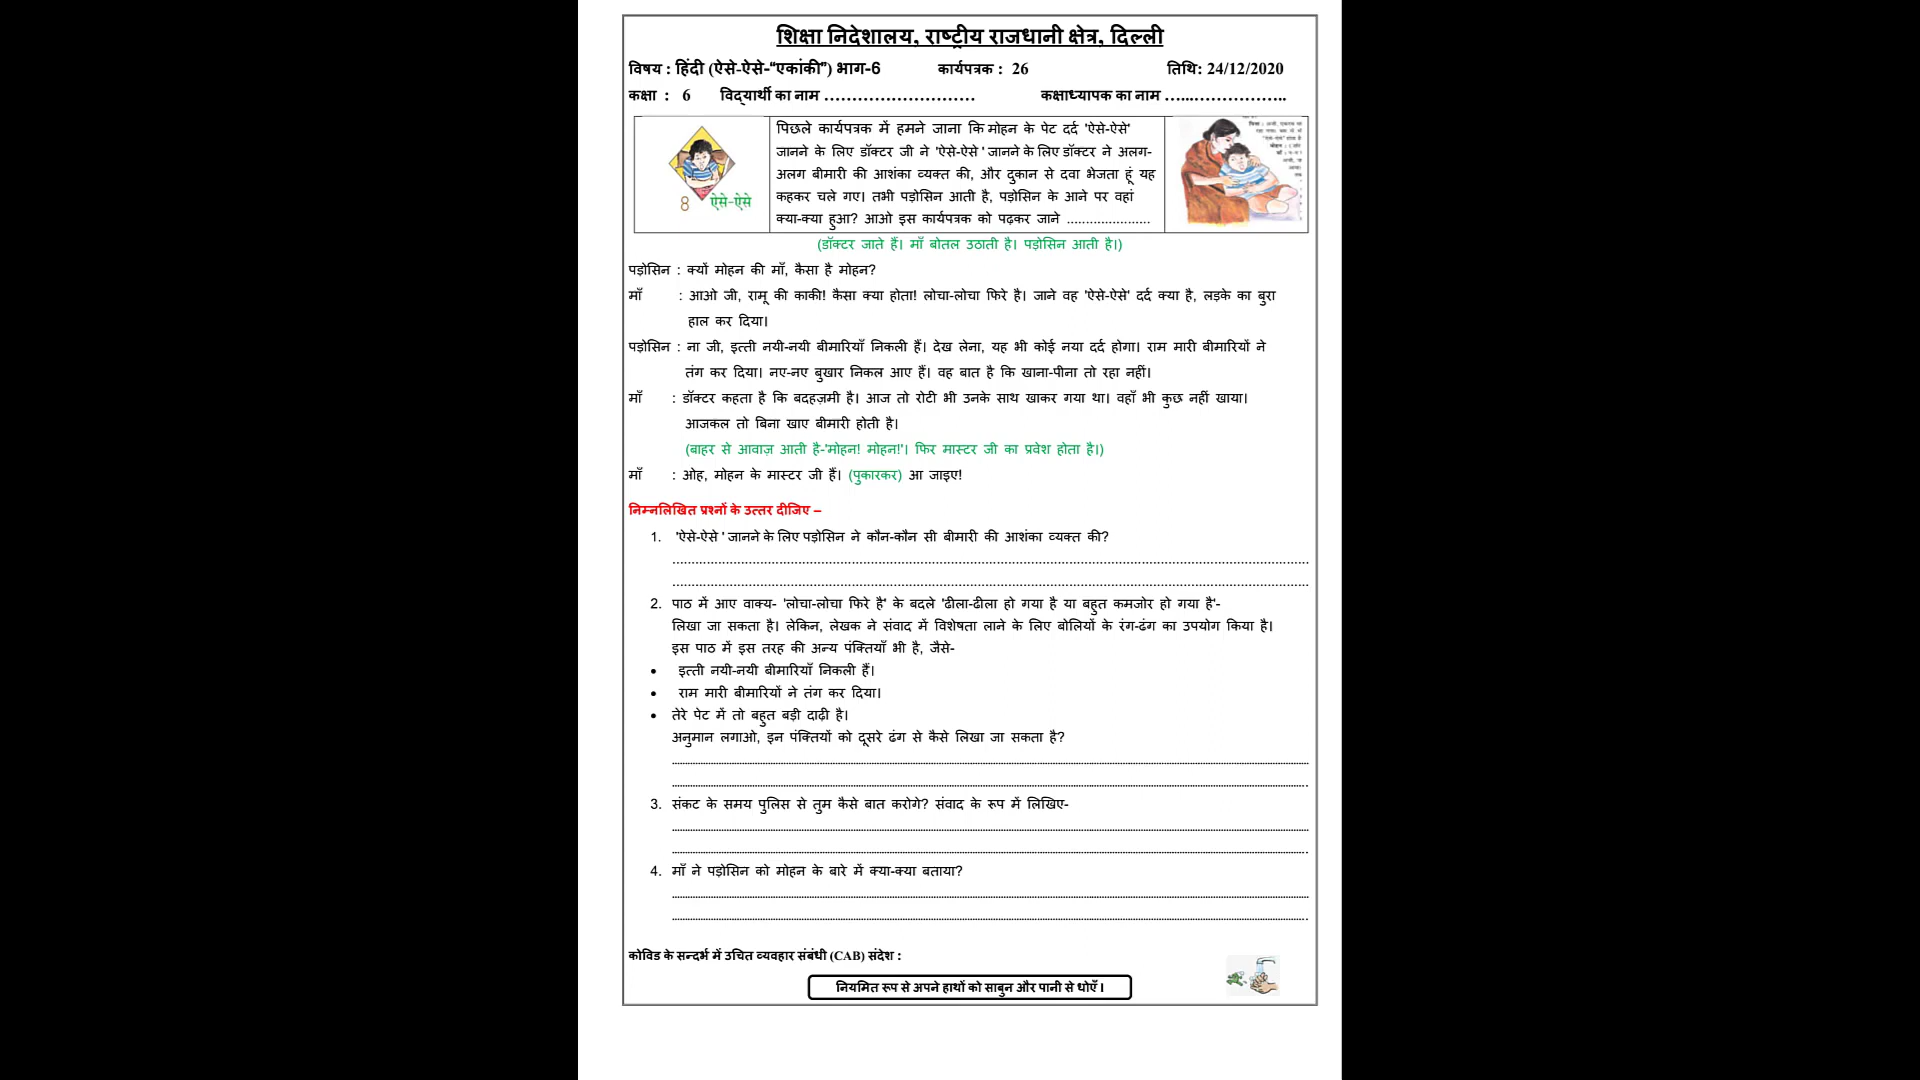 शिक्षा निदेशालय, राष्ट्रीय राजधानी क्षेत्र, दिल्ली
विषय : हिंदी (ऐसे-ऐसे-“एकांकी”) भाग-6 कार्यपत्रक : 26 तिथि: 24/12/2020
कक्षा : 6 विद्यार्थी का नाम ……………………… कक्षाध्यापक का नाम …...……………..
8 ऐसे-ऐसे
पिछले कार्यपत्रक में हमने जाना कि मोहन के पेट दर्द 'ऐसे-ऐसे'
जानने के लिए डॉक्टर जी ने 'ऐसे-ऐसे ' जानने के लिए डॉक्टर ने अलग-
अलग बीमारी की आशंका व्यक्त की, और दुकान से दवा भेजता हूं यह
कहकर चले गए। तभी पड़ोसिन आती है, पड़ोसिन के आने पर वहां
क्या-क्या हुआ? आओ इस कार्यपत्रक को पढ़कर जाने ......................
(डॉक्टर जाते हैं। माँ बोतल उठाती है। पड़ोसिन आती है।)
पड़ोसिन : क्यों मोहन की माँ, कैसा है मोहन?
माँ : आओ जी, रामू की काकी! कैसा क्या होता! लोचा-लोचा फिरे है। जाने वह 'ऐसे-ऐसे' दर्द क्या है, लड़के का बुरा
हाल कर दिया।
पड़ोसिन : ना जी, इत्ती नयी-नयी बीमारियाँ निकली हैं। देख लेना, यह भी कोई नया दर्द होगा। राम मारी बीमारियों ने
तंग कर दिया। नए-नए बुखार निकल आए हैं। वह बात है कि खाना-पीना तो रहा नहीं।
माँ : डॉक्टर कहता है कि बदहज़मी है। आज तो रोटी भी उनके साथ खाकर गया था। वहाँ भी कुछ नहीं खाया।
आजकल तो बिना खाए बीमारी होती है।
(बाहर से आवाज़ आती है-'मोहन! मोहन!'। फिर मास्टर जी का प्रवेश होता है।)
माँ : ओह, मोहन के मास्टर जी हैं। (पुकारकर) आ जाइए!
निम्नलिखित प्रश्नों के उत्तर दीजिए –
1. 'ऐसे-ऐसे ' जानने के लिए पड़ोसिन ने कौन-कौन सी बीमारी की आशंका व्यक्त की?
2. पाठ में आए वाक्य- 'लोचा-लोचा फिरे है' के बदले 'ढीला-ढीला हो गया है या बहुत कमजोर हो गया है'-
लिखा जा सकता है। लेकिन, लेखक ने संवाद में विशेषता लाने के लिए बोलियों के रंग-ढंग का उपयोग किया है।
इस पाठ में इस तरह की अन्य पंक्तियाँ भी है, जैसे-
• इत्ती नयी-नयी बीमारियाँ निकली हैं।
• राम मारी बीमारियों ने तंग कर दिया।
• तेरे पेट में तो बहुत बड़ी दाढ़ी है।
अनुमान लगाओ, इन पंक्तियों को दूसरे ढंग से कैसे लिखा जा सकता है?
3. संकट के समय पुलिस से तुम कैसे बात करोगे? संवाद के रूप में लिखिए-
4. माँ ने पड़ोसिन को मोहन के बारे में क्या-क्या बताया?
कोविड के सन्दर्भ में उचित व्यवहार संबंधी (CAB) संदेश :
नियमित रूप से अपने हाथों को साबुन और पानी से धोएँ ।